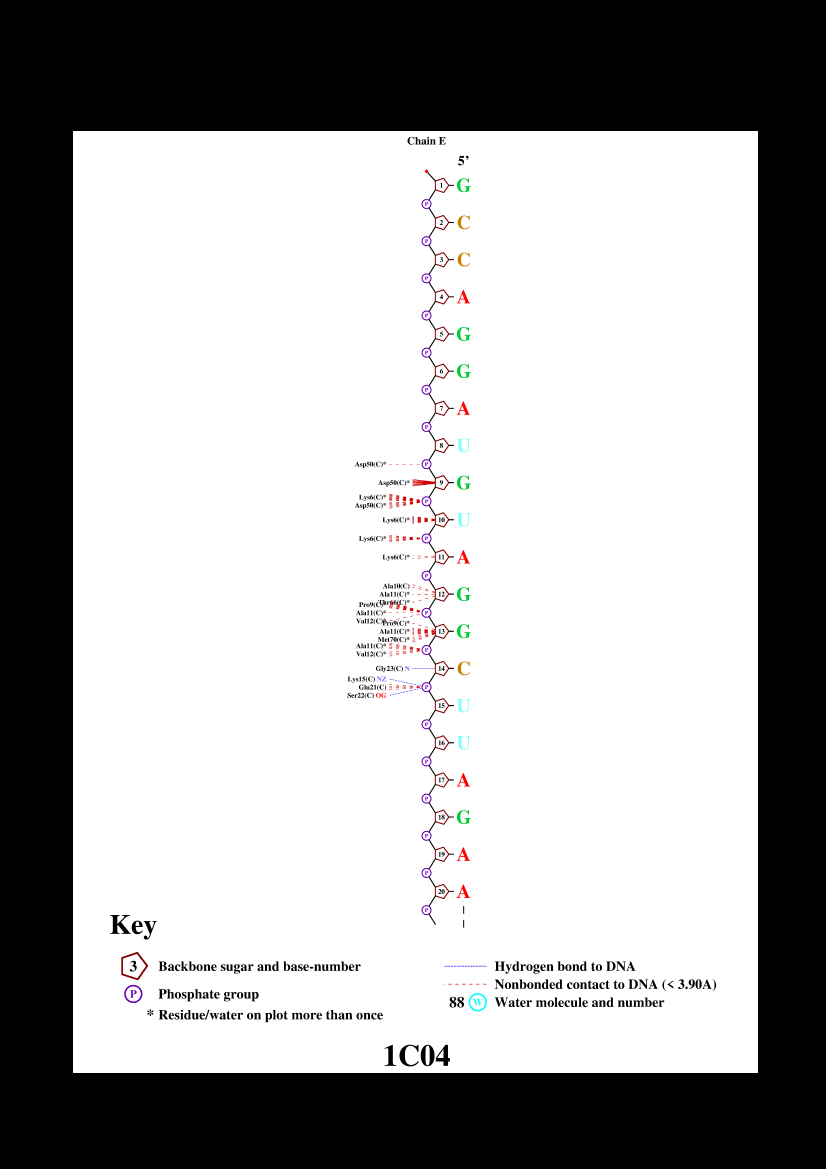 Chain E
5'
1 G
P
2 C
P
3 C
P
4 A
P
5 G
P
6 G
P
7 A
P
8 U
Asp50(C)* P
Asp50(C)* 9 G
Lys6(C)* P
Asp50(C)*
Lys6(C)* 10 U
Lys6(C)* P
Lys6(C)* 11 A
P
Ala10(C)
Ala11(C)* 12 G
Thr66(C)*
Pro9(C)*
Ala11(C)* P
Val12(C)*
Pro9(C)*
Ala11(C)* 13 G
Met70(C)*
Ala11(C)* P
Val12(C)*
Gly23(C) N 14 C
Lys15(C) NZ
Glu21(C) P
Ser22(C) OG
15 U
P
16 U
P
17 A
P
18 G
P
19 A
P
20 A
P
Key
3 Backbone sugar and base-number
P Phosphate group
* Residue/water on plot more than once
Hydrogen bond to DNA
Nonbonded contact to DNA (< 3.90A)
88 W Water molecule and number
1C04